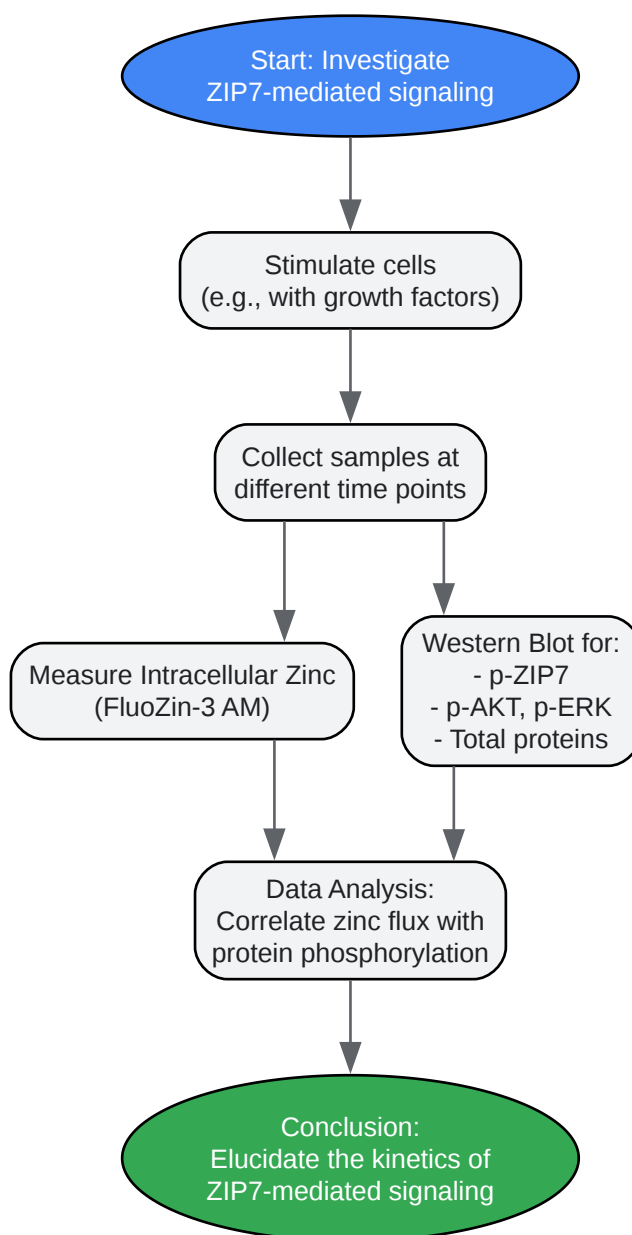 Start: Investigate
ZIP7-mediated signaling
Stimulate cells
(e.g., with growth factors)
Collect samples at
different time points
Measure Intracellular Zinc
(FluoZin-3 AM)
Western Blot for:
- p-ZIP7
- p-AKT, p-ERK
- Total proteins
Data Analysis:
Correlate zinc flux with
protein phosphorylation
Conclusion:
Elucidate the kinetics of
ZIP7-mediated signaling